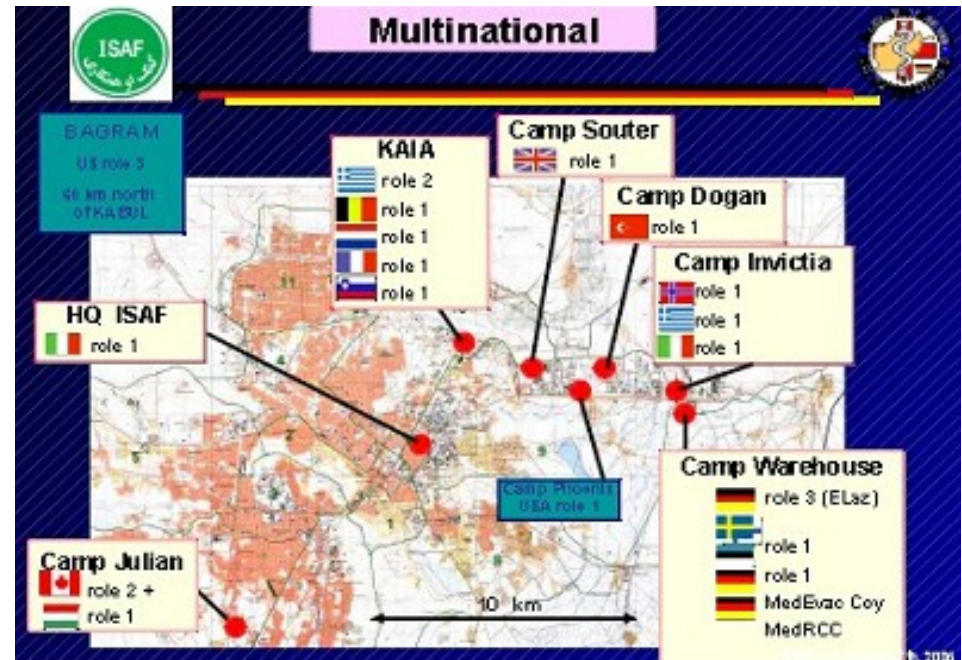 Multinational
ISAF
BAGRAM
US role 3
60 km north
of KABUL
KAIA
role 2
role 1
role 1
role 1
role 1
Camp Souter
role 1
Camp Dogan
role 1
Camp Invictia
role 1
role 1
role 1
HQ ISAF
role 1
Camp Phoenix
USA role 1
Camp Warehouse
role 3 (ELaz)
role 1
role 1
MedEvac Coy
MedRCC
Camp Julian
role 2 +
role 1
10 km
2006